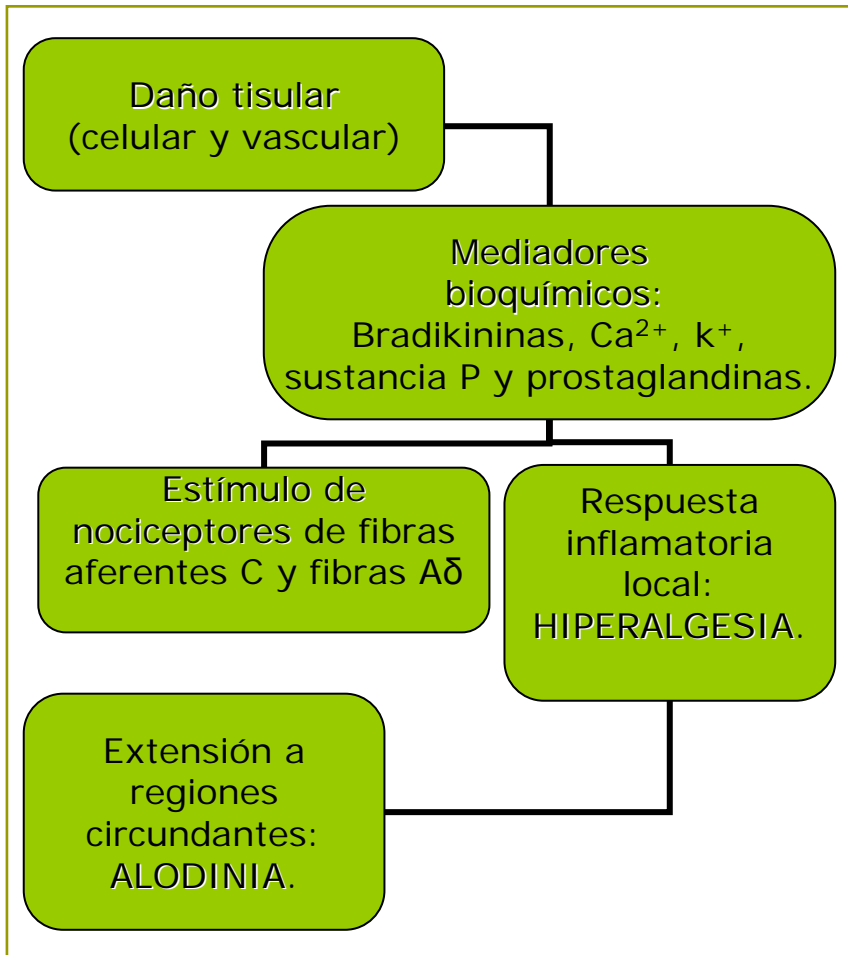 Daño tisular
(celular y vascular)
Mediadores
bioquímicos:
Bradikininas, Ca²⁺, k⁺,
sustancia P y prostaglandinas.
Estímulo de
nociceptores de fibras
aferentes C y fibras Aδ
Respuesta
inflamatoria
local:
HIPERALGESIA.
Extensión a
regiones
circundantes:
ALODINIA.